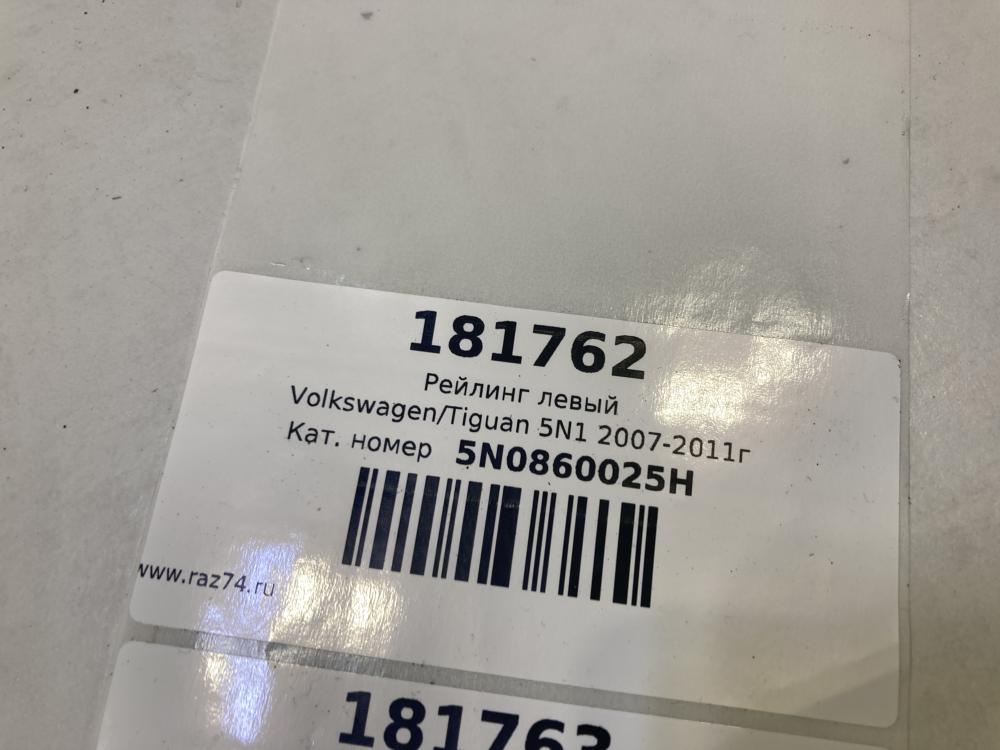 181762
Рейлинг левый
Volkswagen/Tiguan 5N1 2007-2011г
Кат. номер 5N0860025H
www.raz74.ru
181763